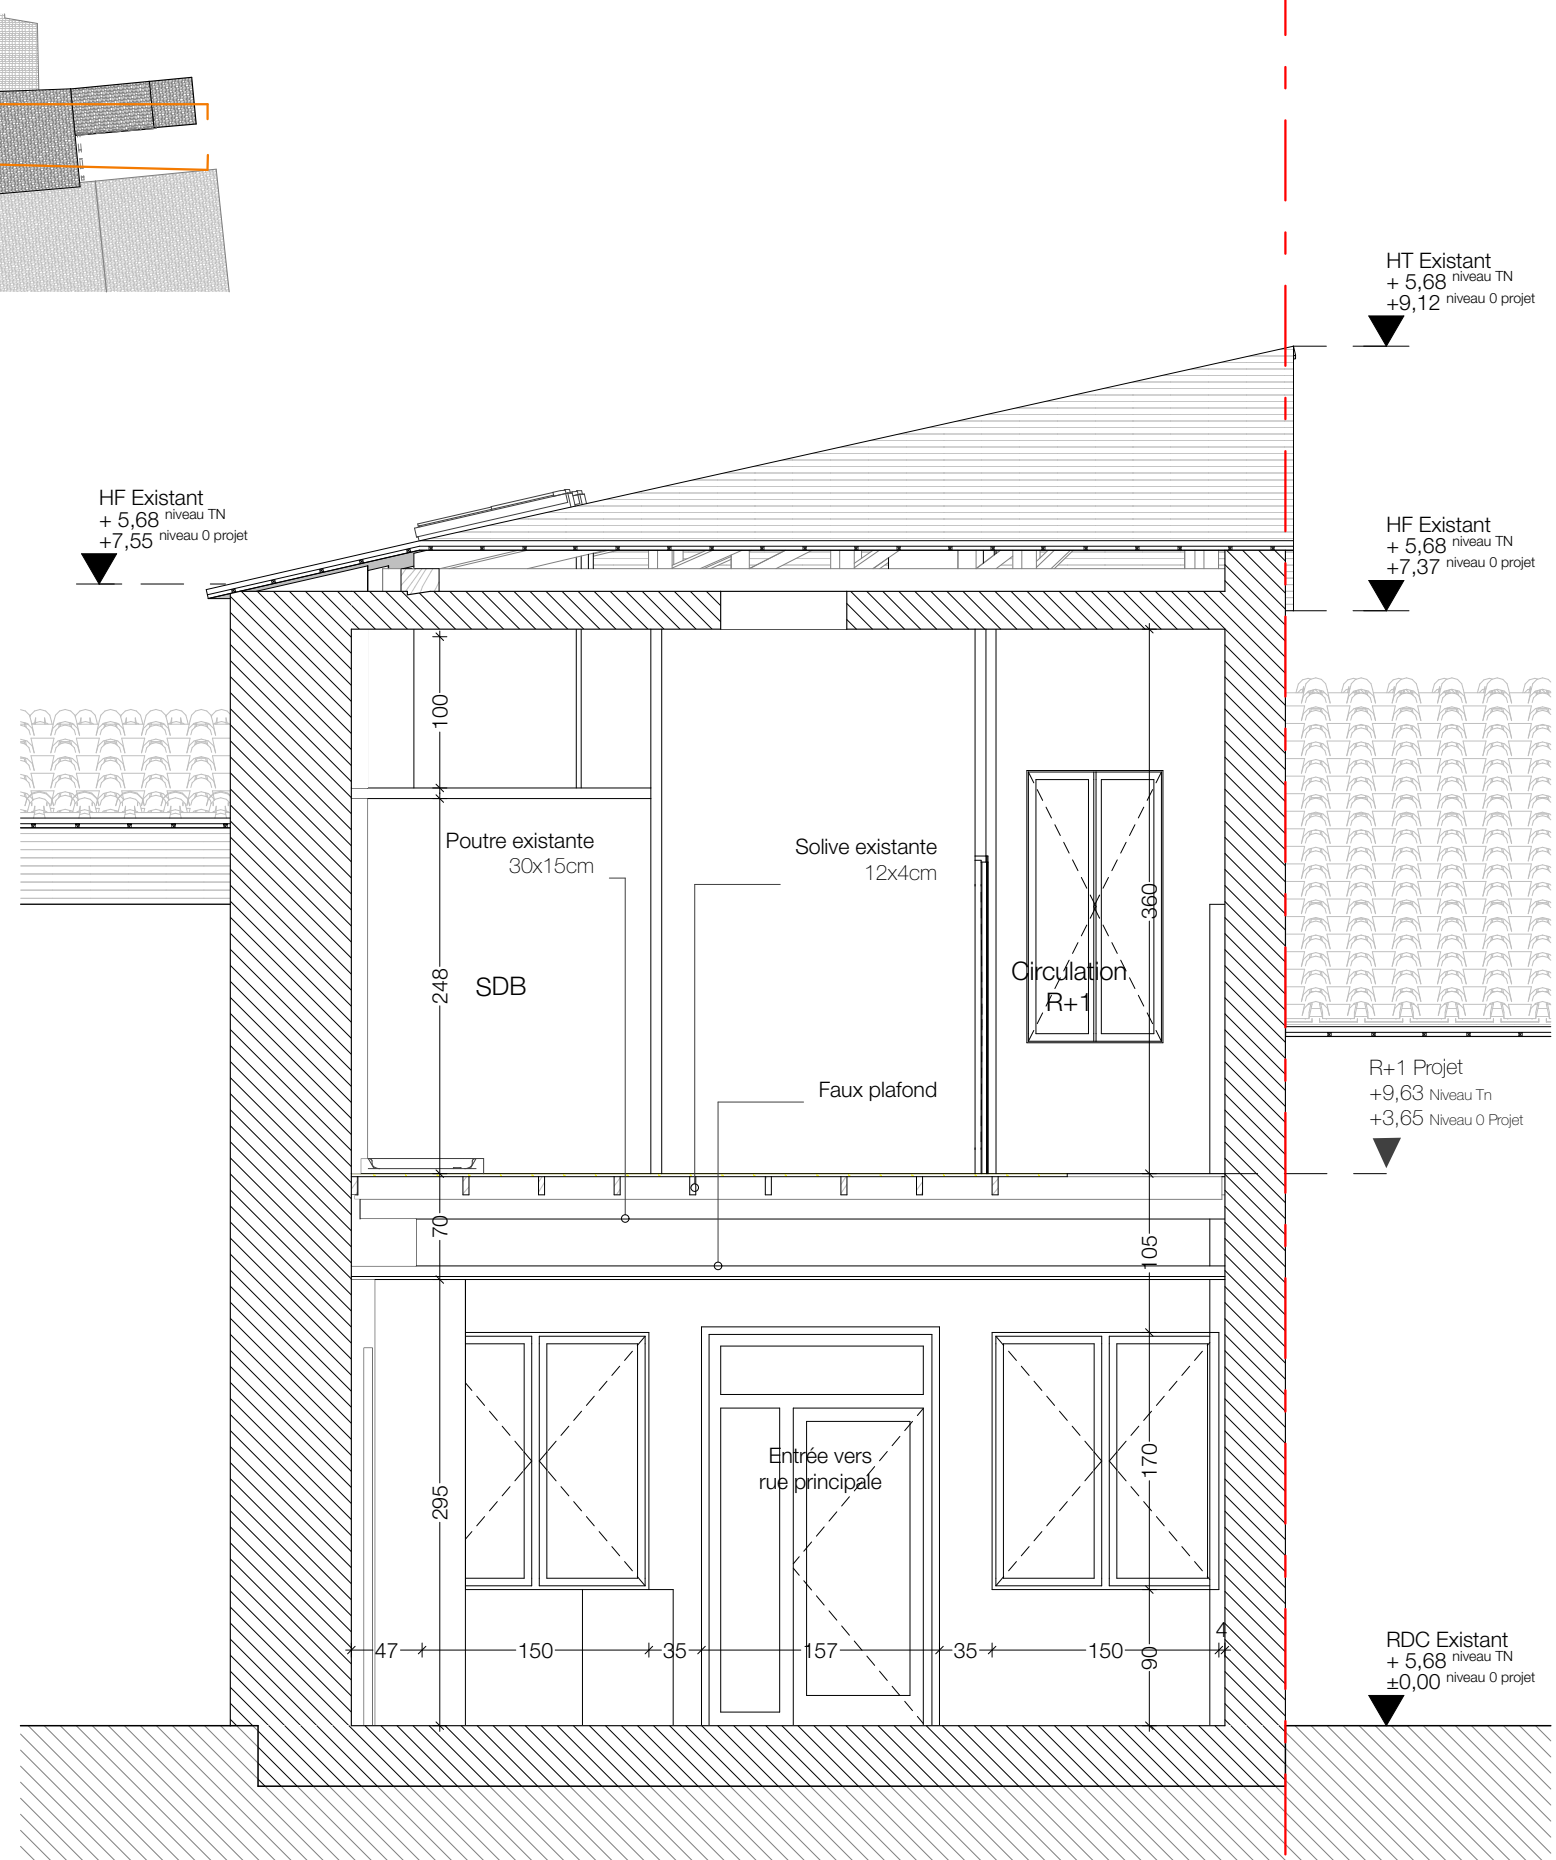 HT Existant
+ 5,68 niveau TN
+9,12 niveau 0 projet
HF Existant
+ 5,68 niveau TN
+7,55 niveau 0 projet
HF Existant
+ 5,68 niveau TN
+7,37 niveau 0 projet
100
Poutre existante
30x15cm
Solive existante
12x4cm
360
248
SDB
Circulation
R+1
Faux plafond
R+1 Projet
+9,63 Niveau Tn
+3,65 Niveau 0 Projet
70
105
Entrée vers
rue principale
170
295
47
150
35
157
35
150
4
90
RDC Existant
+ 5,68 niveau TN
±0,00 niveau 0 projet